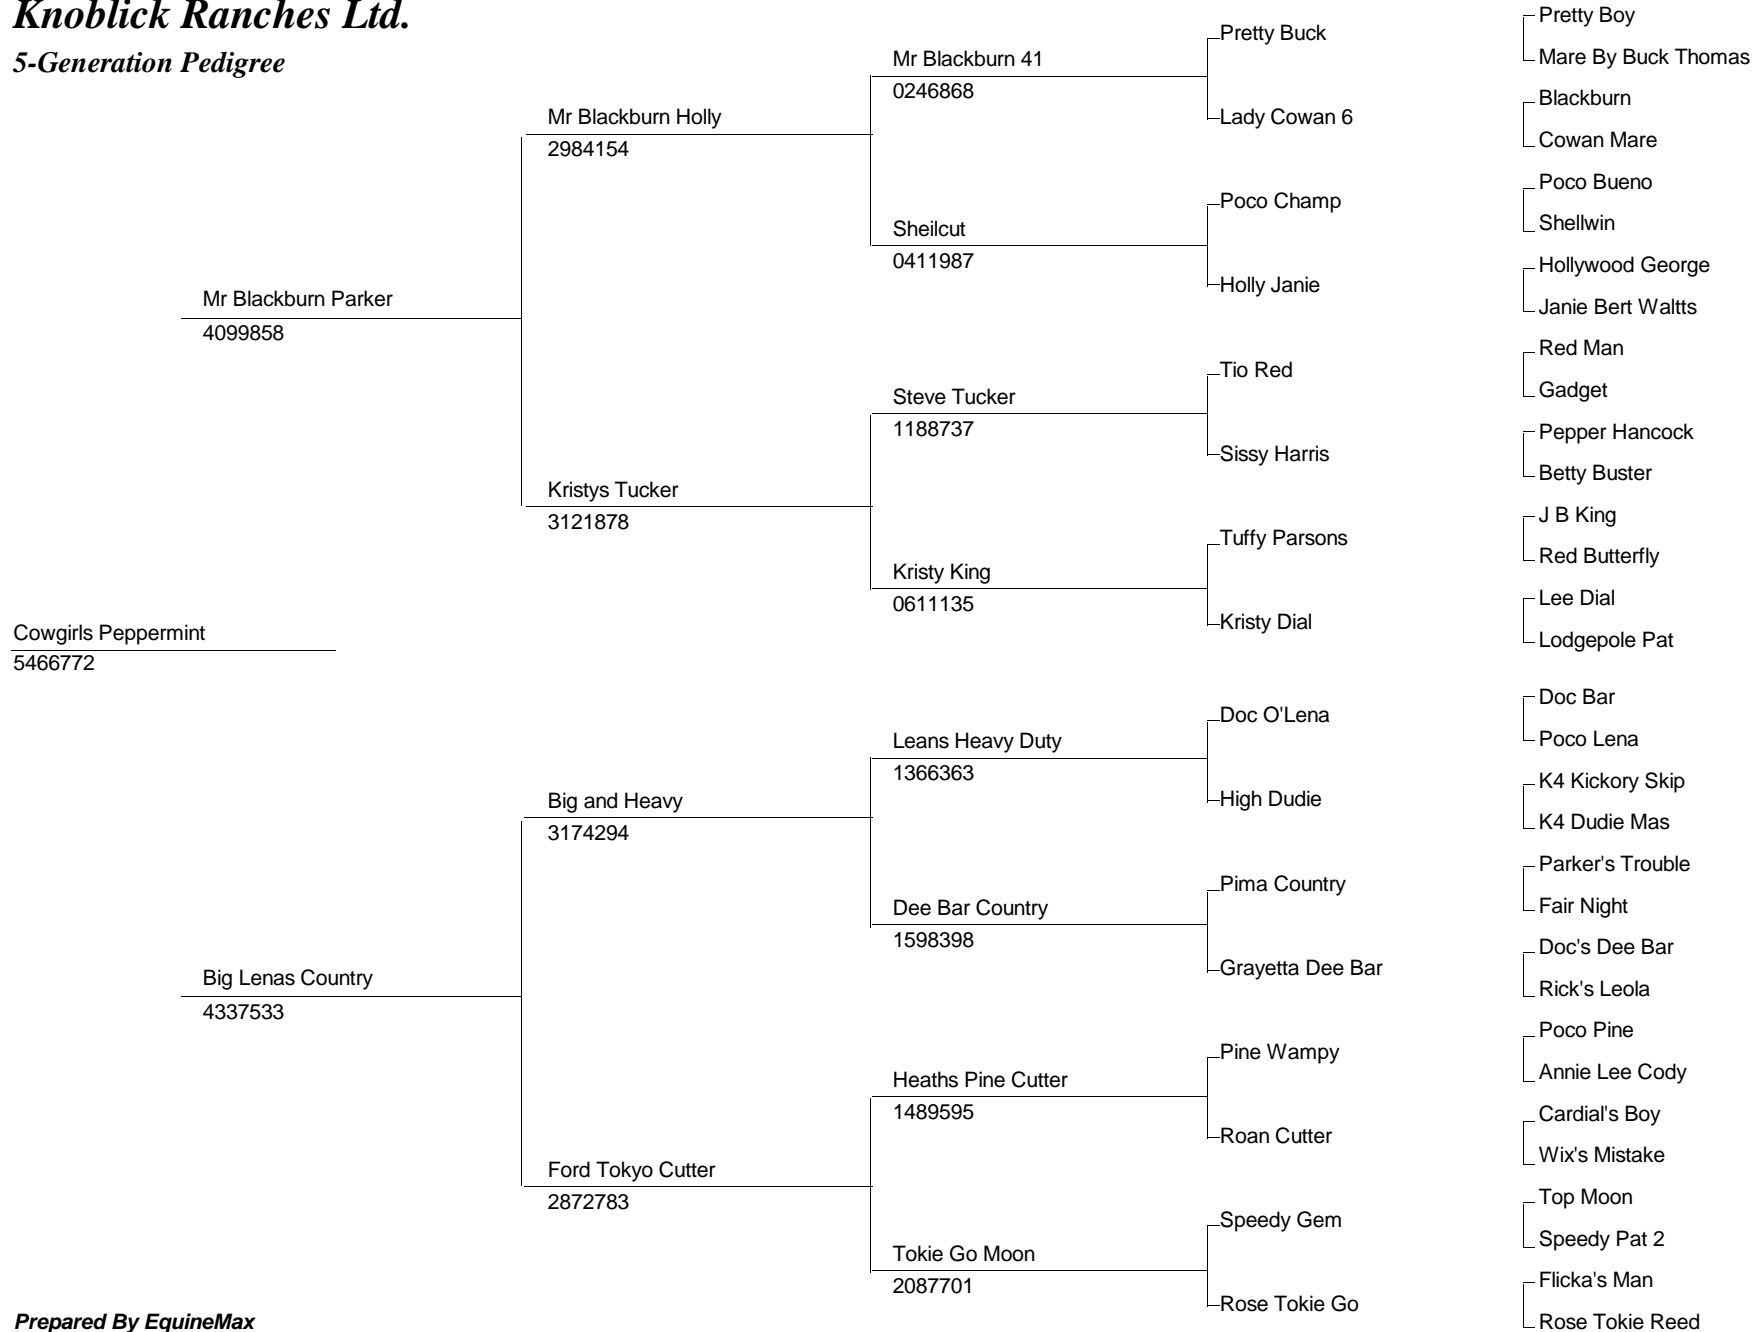 Knoblick Ranches Ltd.
5-Generation Pedigree
Cowgirls Peppermint
5466772
Mr Blackburn Parker
4099858
Big Lenas Country
4337533
Mr Blackburn Holly
2984154
Kristys Tucker
3121878
Big and Heavy
3174294
Ford Tokyo Cutter
2872783
Mr Blackburn 41
0246868
Sheilcut
0411987
Steve Tucker
1188737
Kristy King
0611135
Leans Heavy Duty
1366363
Dee Bar Country
1598398
Heaths Pine Cutter
1489595
Tokie Go Moon
2087701
Pretty Buck
Lady Cowan 6
Poco Champ
Holly Janie
Tio Red
Sissy Harris
Tuffy Parsons
Kristy Dial
Doc O'Lena
High Dudie
Pima Country
Grayetta Dee Bar
Pine Wampy
Roan Cutter
Speedy Gem
Rose Tokie Go
Pretty Boy
Mare By Buck Thomas
Blackburn
Cowan Mare
Poco Bueno
Shellwin
Hollywood George
Janie Bert Waltts
Red Man
Gadget
Pepper Hancock
Betty Buster
J B King
Red Butterfly
Lee Dial
Lodgepole Pat
Doc Bar
Poco Lena
K4 Kickory Skip
K4 Dudie Mas
Parker's Trouble
Fair Night
Doc's Dee Bar
Rick's Leola
Poco Pine
Annie Lee Cody
Cardial's Boy
Wix's Mistake
Top Moon
Speedy Pat 2
Flicka's Man
Rose Tokie Reed
Prepared By EquineMax